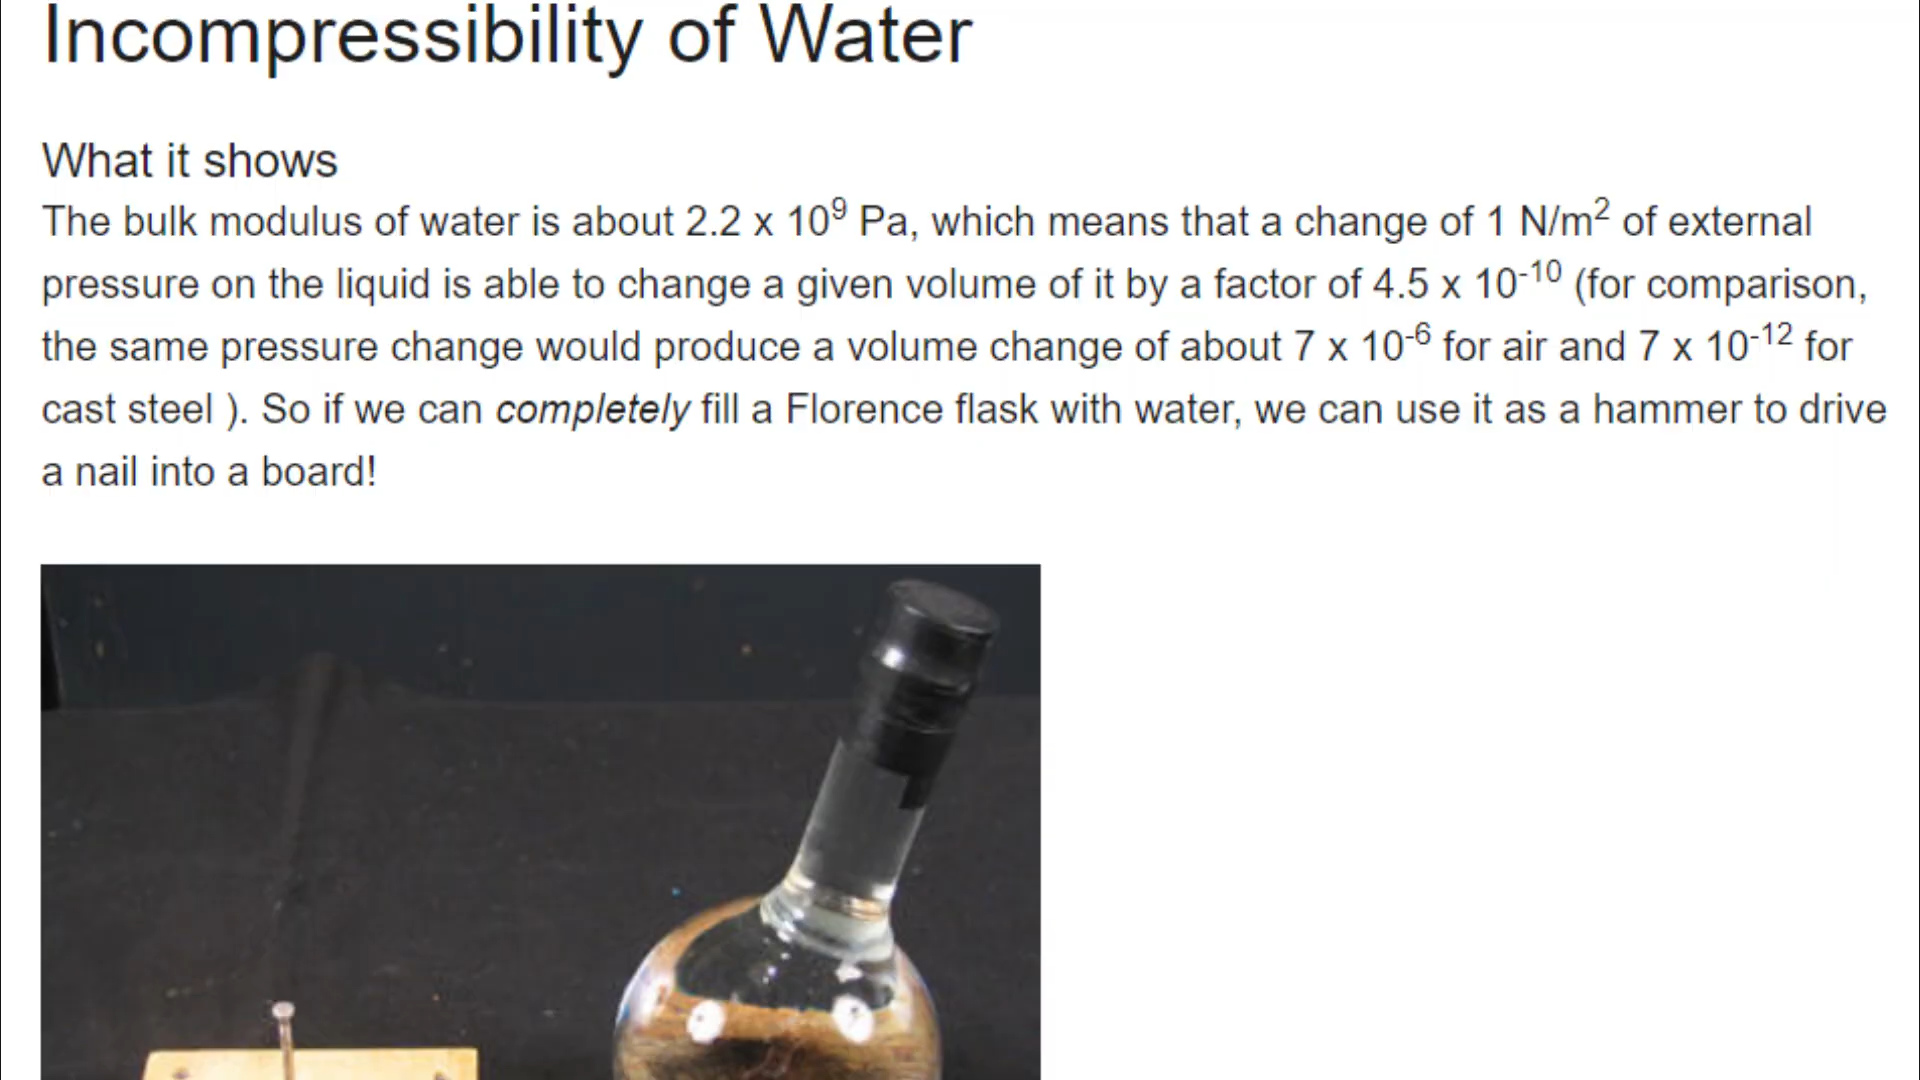 Incompressibility of Water
What it shows
The bulk modulus of water is about 2.2 x 10⁹ Pa, which means that a change of 1 N/m² of external
pressure on the liquid is able to change a given volume of it by a factor of 4.5 x 10⁻¹⁰ (for comparison,
the same pressure change would produce a volume change of about 7 x 10⁻⁶ for air and 7 x 10⁻¹² for
cast steel ). So if we can completely fill a Florence flask with water, we can use it as a hammer to drive
a nail into a board!